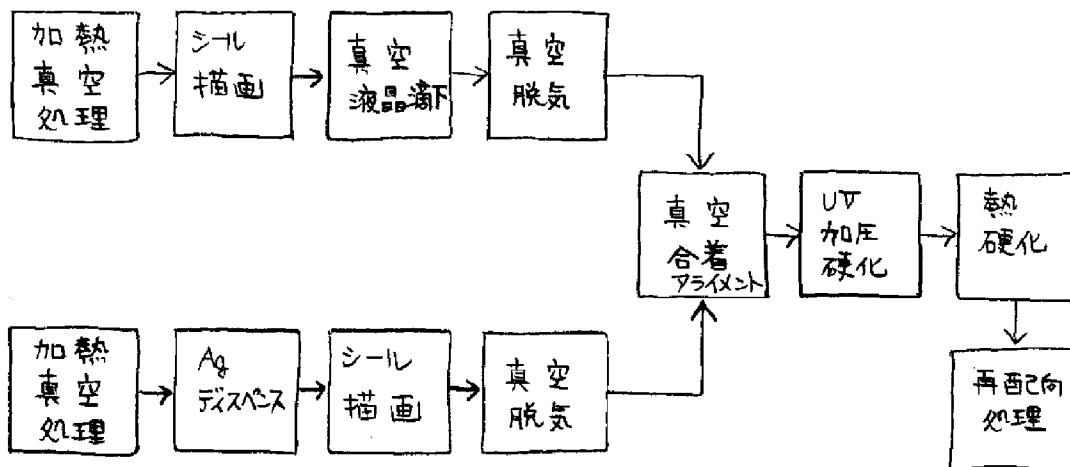 加熱
真空
処理
シール
描画
真空
液晶滴下
真空
脱気
真空
合着
アライメント
UV
加圧
硬化
熱
硬化
加熱
真空
処理
Ag
ディスペンス
シール
描画
真空
脱気
再配向
処理